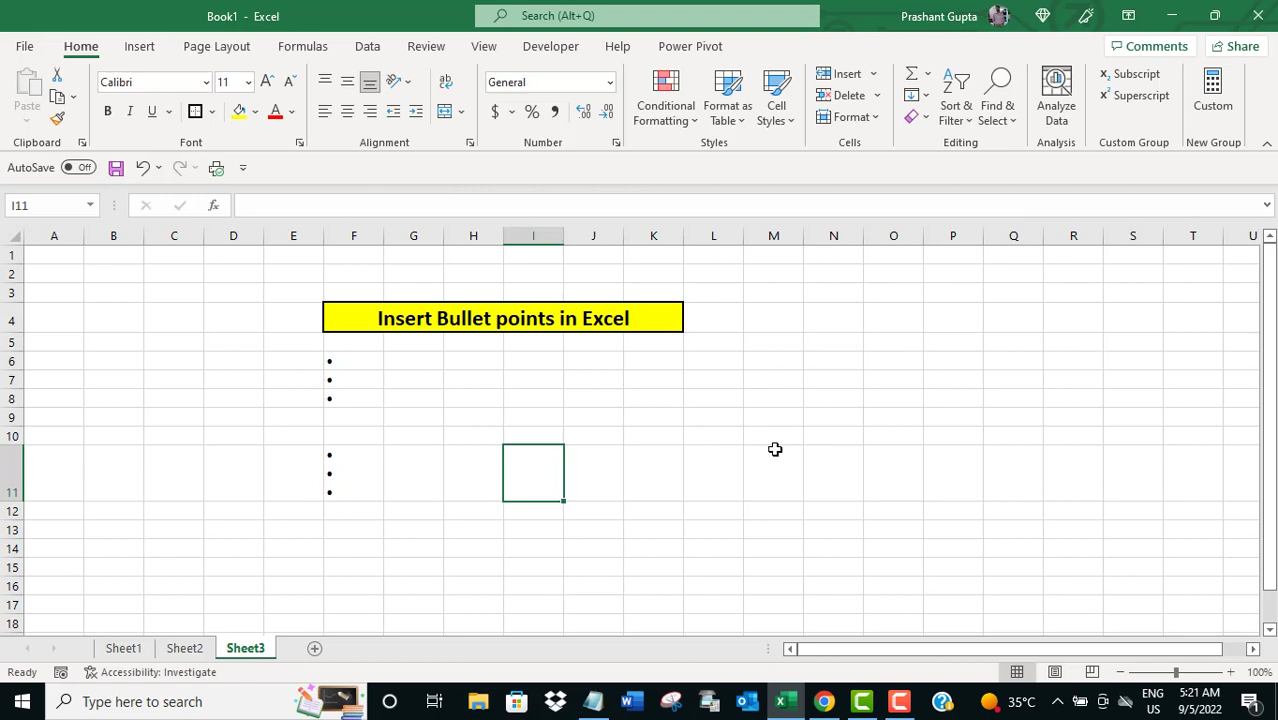 Book1 - Excel
Search (Alt+Q)
Prashant Gupta
File Home Insert Page Layout Formulas Data Review View Developer Help Power Pivot Comments Share
Paste
Calibri 11
B I U
ab
General
$ % ,
Conditional Formatting
Format as Table
Cell Styles
Insert
Delete
Format
Sort & Filter
Find & Select
Analyze Data
Subscript
Superscript
Custom
Clipboard Font Alignment Number Styles Cells Editing Analysis Custom Group New Group
AutoSave Off
I11 fx
A B C D E F G H I J K L M N O P Q R S T U
1
2
3
4 Insert Bullet points in Excel
5
6 •
7 •
8 •
9
10
•
•
11 •
12
13
14
15
16
17
18
Sheet1 Sheet2 Sheet3
Ready Accessibility: Investigate 100%
Type here to search 35°C ENG US 5:21 AM 9/5/2022